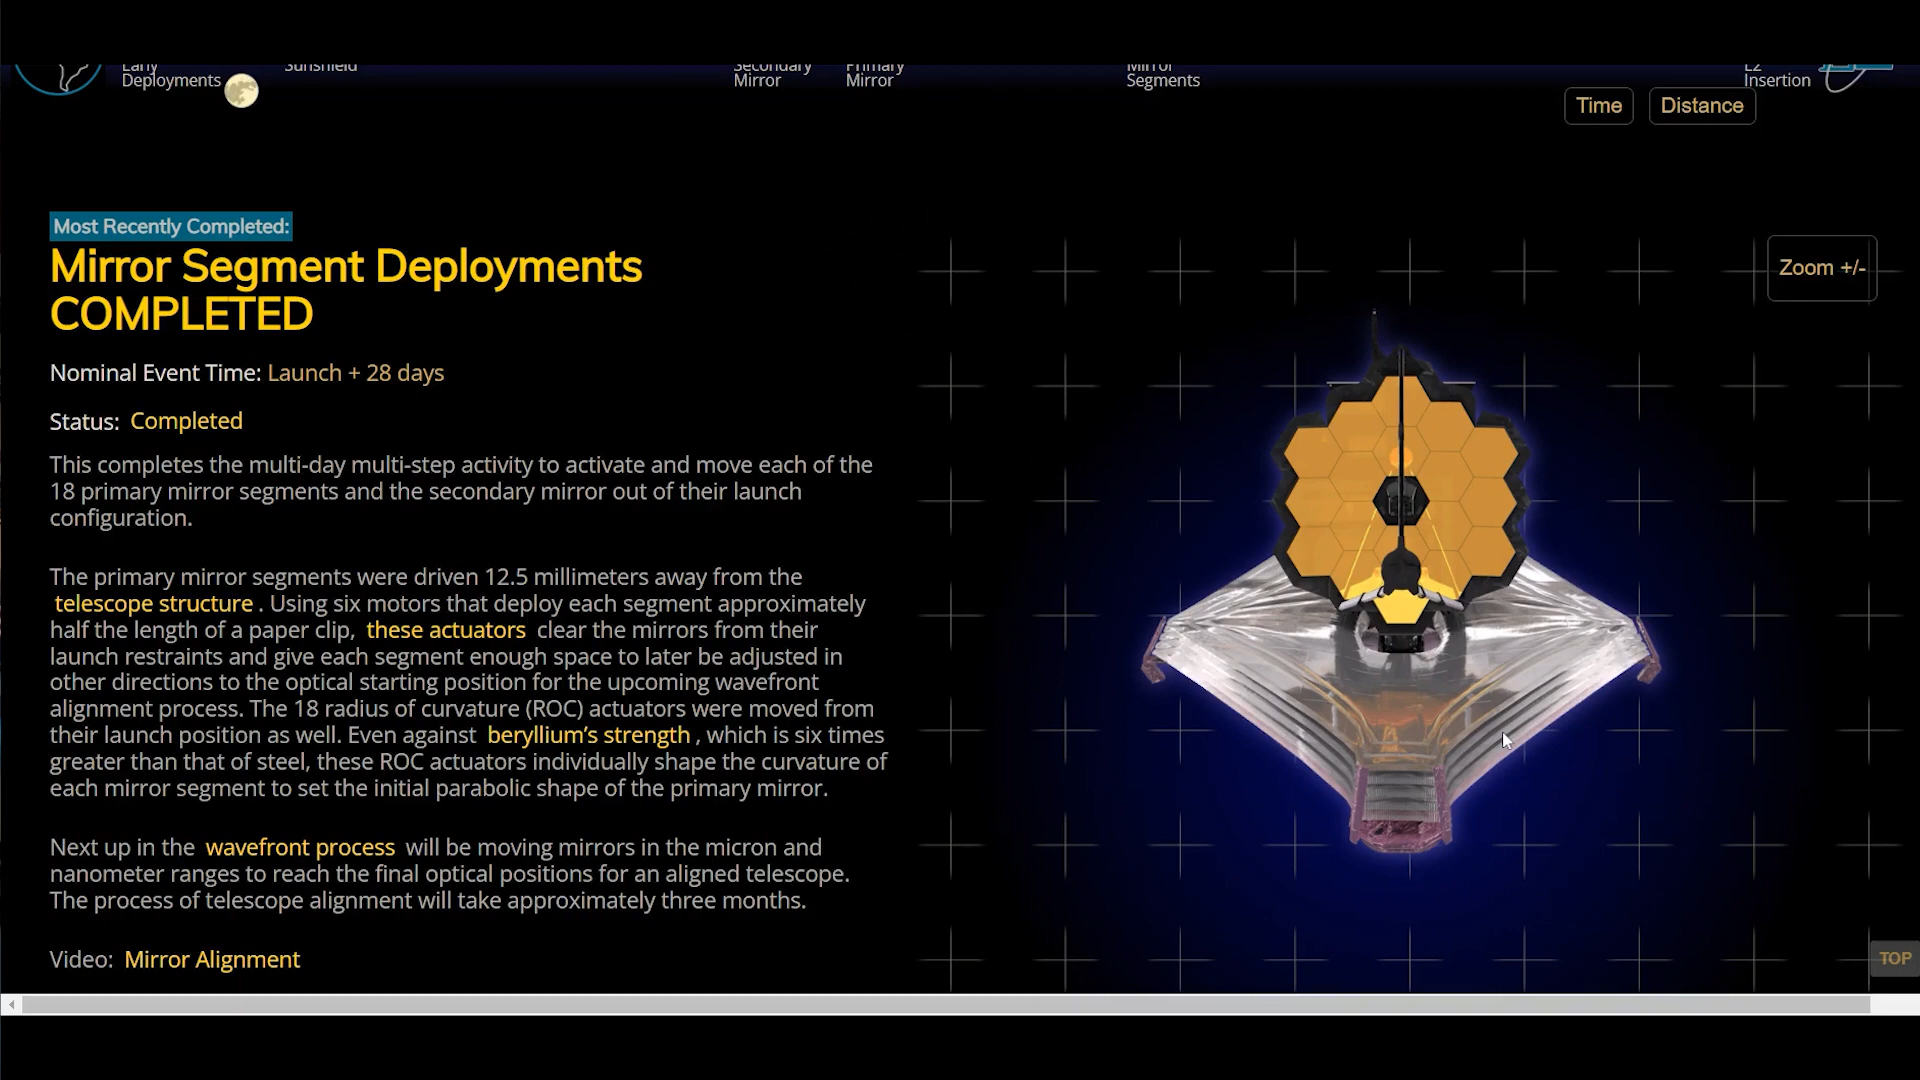 Early
Deployments
Sunshield
Secondary
Mirror
Primary
Mirror
Mirror
Segments
L2
Insertion
Time
Distance
Most Recently Completed:
Mirror Segment Deployments
COMPLETED
Zoom +/-
Nominal Event Time: Launch + 28 days
Status: Completed
This completes the multi-day multi-step activity to activate and move each of the
18 primary mirror segments and the secondary mirror out of their launch
configuration.
The primary mirror segments were driven 12.5 millimeters away from the
telescope structure . Using six motors that deploy each segment approximately
half the length of a paper clip, these actuators clear the mirrors from their
launch restraints and give each segment enough space to later be adjusted in
other directions to the optical starting position for the upcoming wavefront
alignment process. The 18 radius of curvature (ROC) actuators were moved from
their launch position as well. Even against beryllium’s strength , which is six times
greater than that of steel, these ROC actuators individually shape the curvature of
each mirror segment to set the initial parabolic shape of the primary mirror.
Next up in the wavefront process will be moving mirrors in the micron and
nanometer ranges to reach the final optical positions for an aligned telescope.
The process of telescope alignment will take approximately three months.
Video: Mirror Alignment
TOP